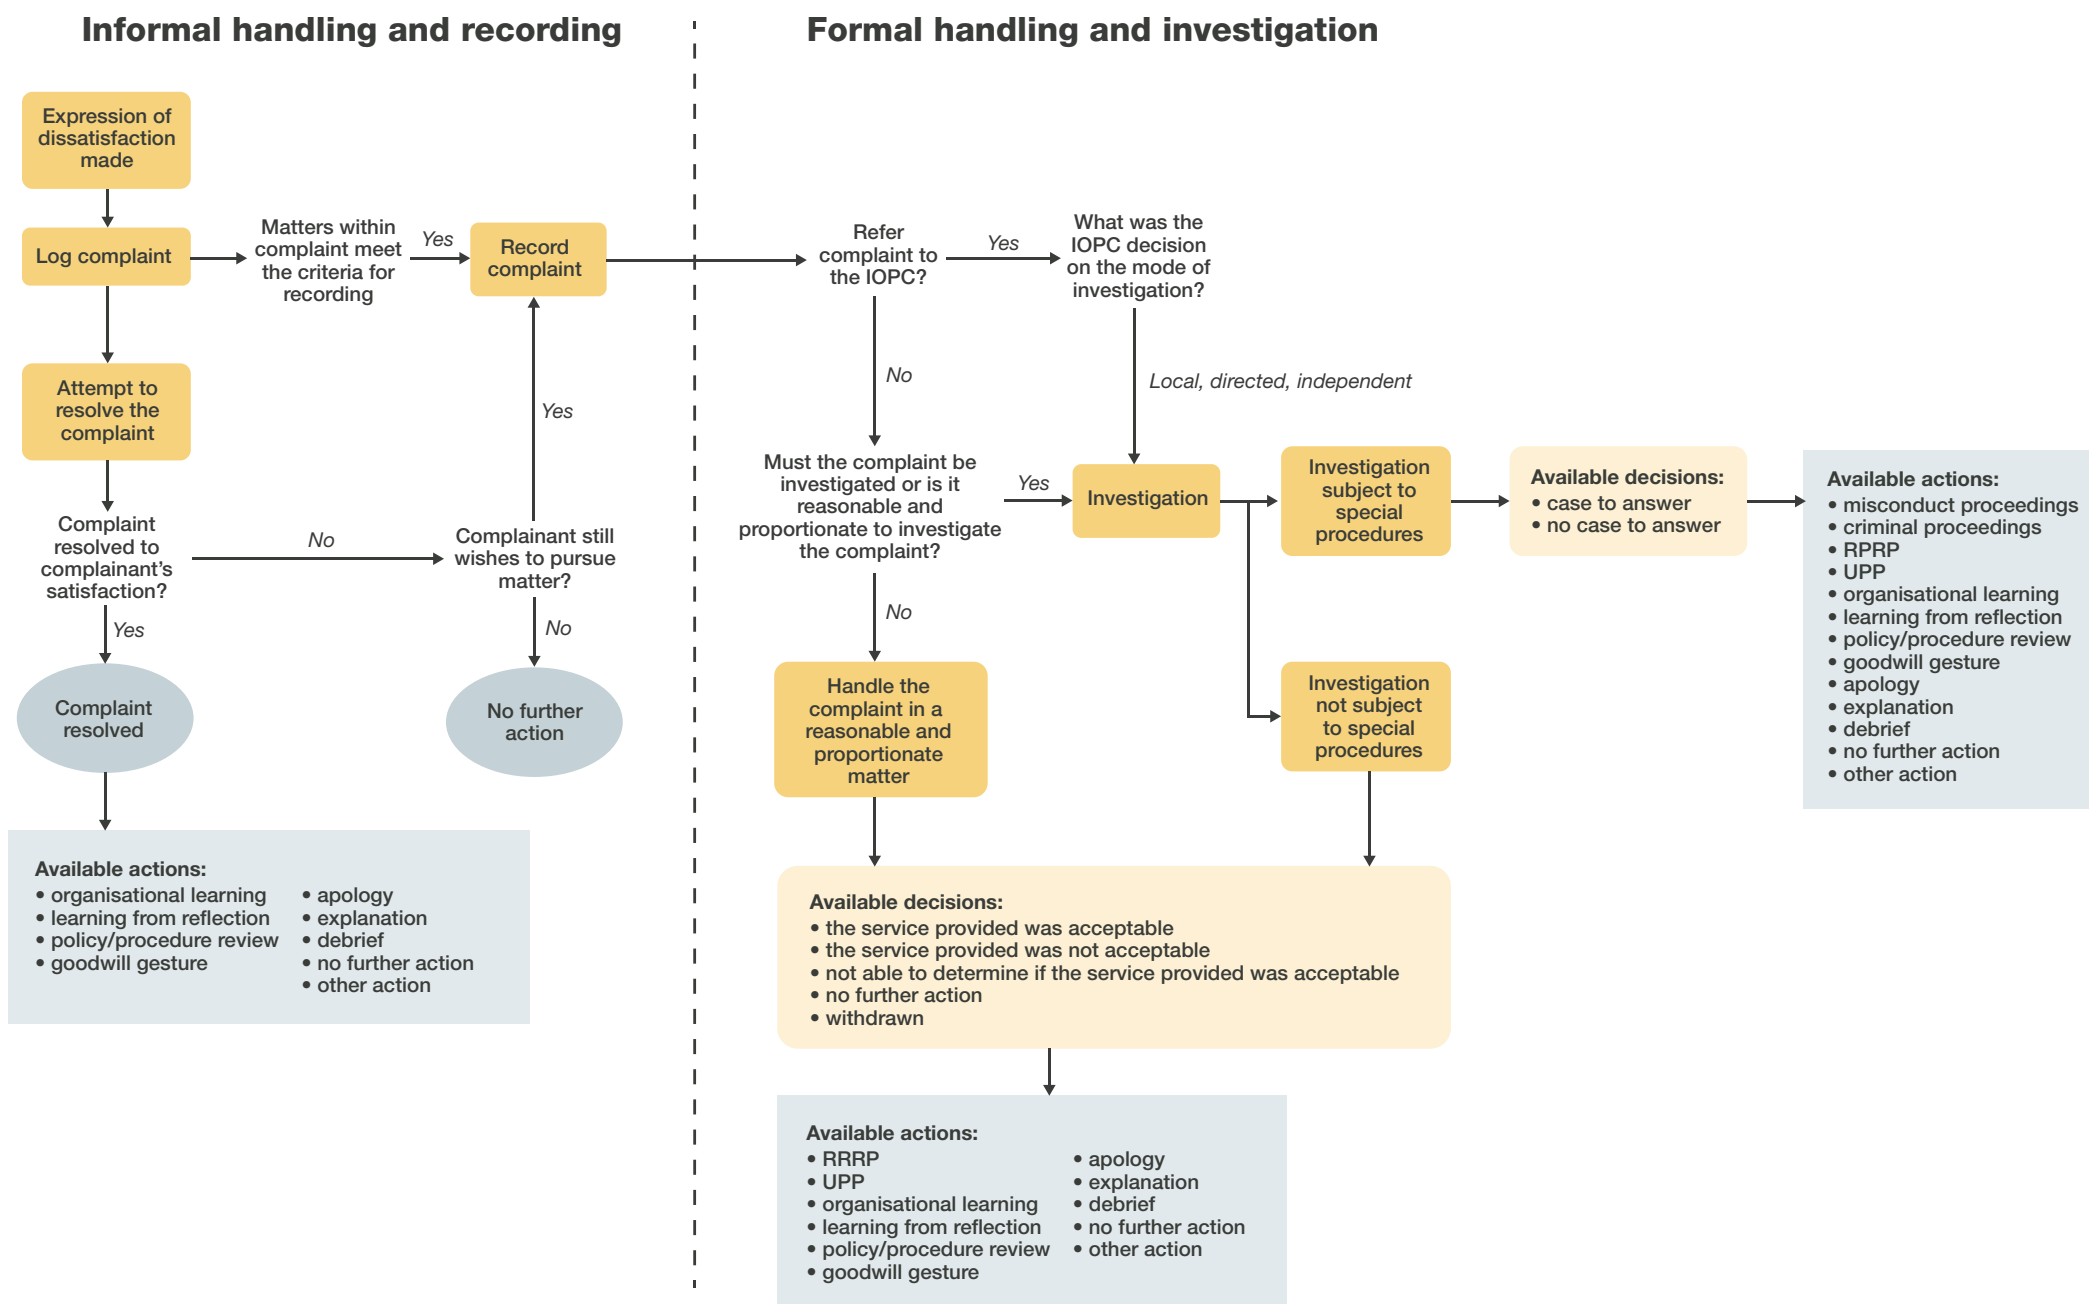 Informal handling and recording
Formal handling and investigation
Expression of
dissatisfaction
made
Log complaint
Matters within
complaint meet
the criteria for
recording
Yes
Record
complaint
Attempt to
resolve the
complaint
Yes
Complaint
resolved to
complainant’s
satisfaction?
No
Complainant still
wishes to pursue
matter?
Yes
No
Complaint
resolved
No further
action
Available actions:
• organisational learning
• learning from reflection
• policy/procedure review
• goodwill gesture
• apology
• explanation
• debrief
• no further action
• other action
Refer
complaint to
the IOPC?
Yes
What was the
IOPC decision
on the mode of
investigation?
No
Local, directed, independent
Must the complaint be
investigated or is it
reasonable and
proportionate to investigate
the complaint?
Yes
Investigation
Investigation
subject to
special
procedures
Available decisions:
• case to answer
• no case to answer
Available actions:
• misconduct proceedings
• criminal proceedings
• RPRP
• UPP
• organisational learning
• learning from reflection
• policy/procedure review
• goodwill gesture
• apology
• explanation
• debrief
• no further action
• other action
No
Handle the
complaint in a
reasonable and
proportionate
matter
Investigation
not subject
to special
procedures
Available decisions:
• the service provided was acceptable
• the service provided was not acceptable
• not able to determine if the service provided was acceptable
• no further action
• withdrawn
Available actions:
• RRRP
• UPP
• organisational learning
• learning from reflection
• policy/procedure review
• goodwill gesture
• apology
• explanation
• debrief
• no further action
• other action